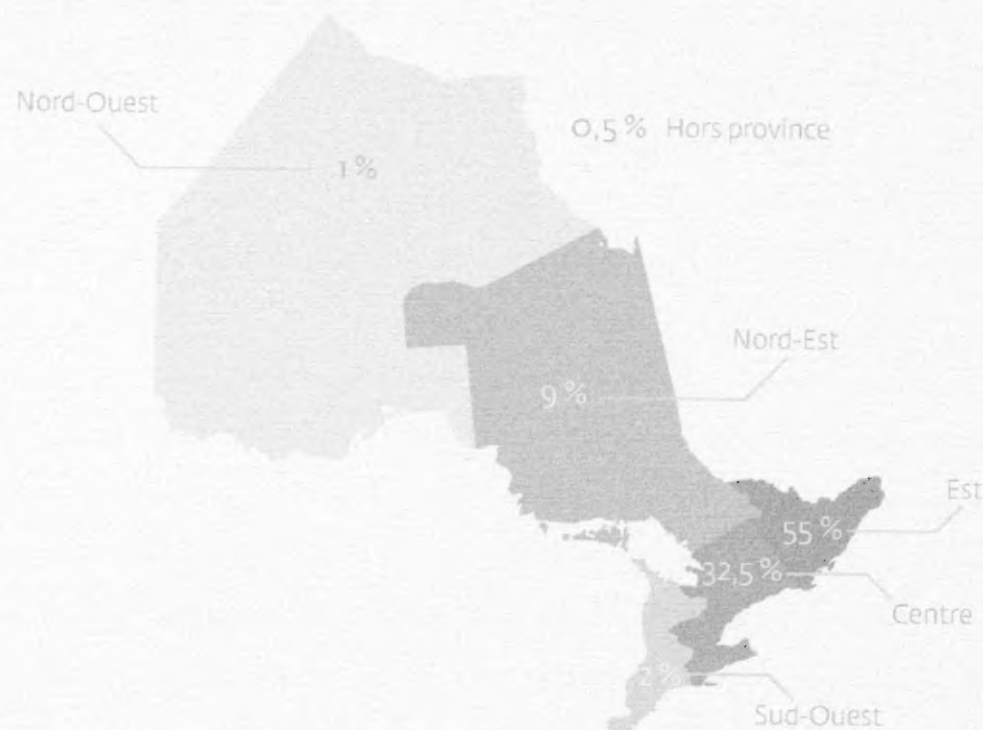 Nord-Ouest
0,5 % Hors province
1 %
Nord-Est
9 %
Est
55 %
32,5 %
Centre
2 %
Sud-Ouest